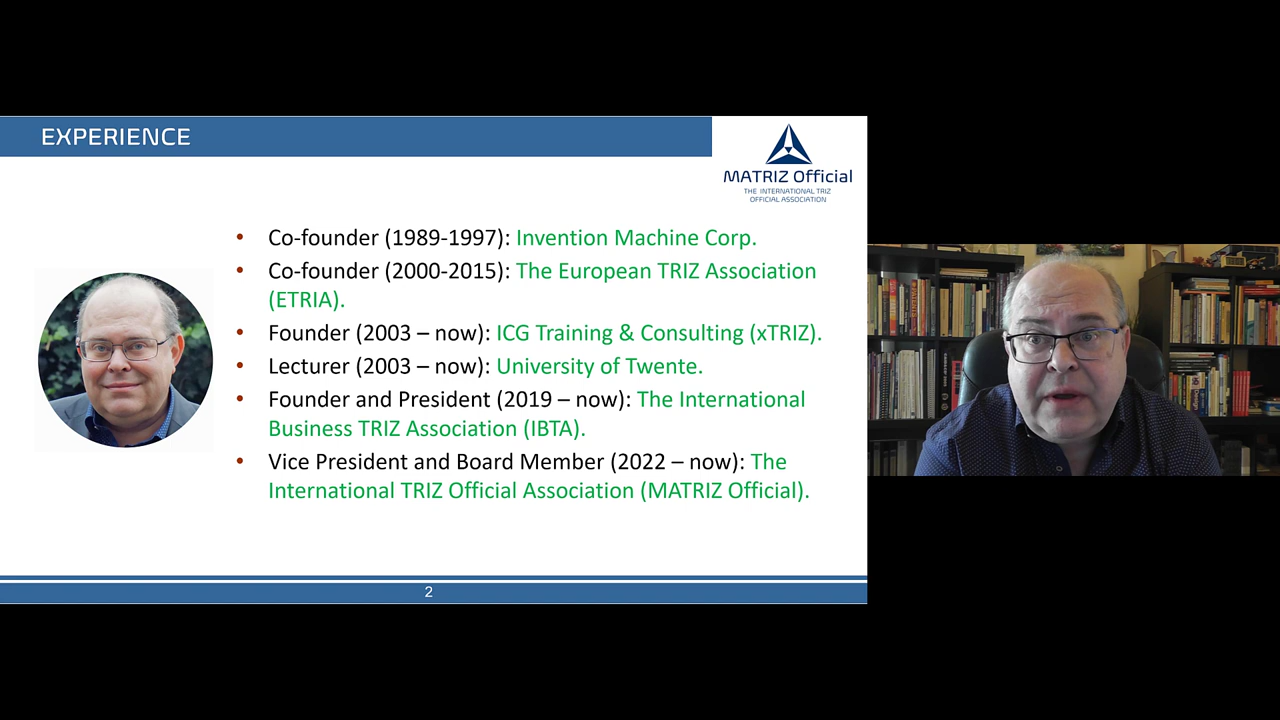 EXPERIENCE
MATRIZ Official
THE INTERNATIONAL TRIZ
OFFICIAL ASSOCIATION
• Co-founder (1989-1997): Invention Machine Corp.
• Co-founder (2000-2015): The European TRIZ Association
(ETRIA).
• Founder (2003 – now): ICG Training & Consulting (xTRIZ).
• Lecturer (2003 – now): University of Twente.
• Founder and President (2019 – now): The International
Business TRIZ Association (IBTA).
• Vice President and Board Member (2022 – now): The
International TRIZ Official Association (MATRIZ Official).
2